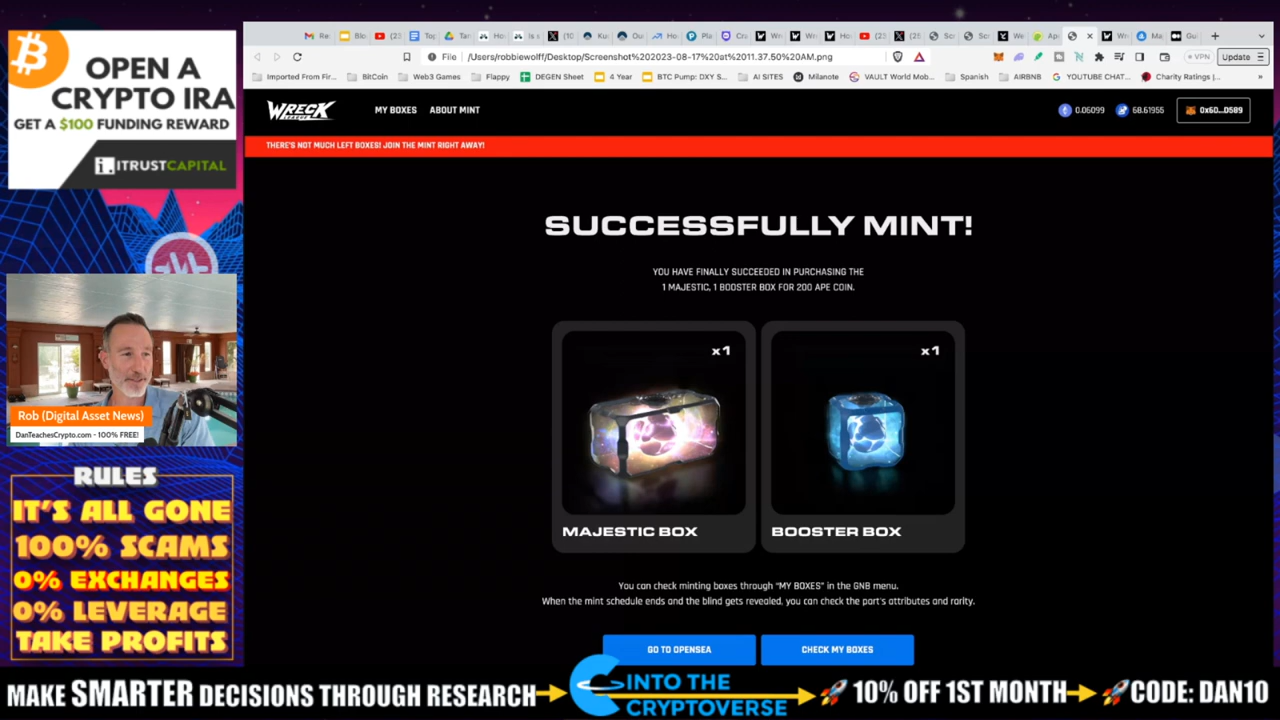 OPEN A
CRYPTO IRA
GET A $100 FUNDING REWARD
i. ITRUSTCAPITAL
Rob (Digital Asset News)
DanTeachesCrypto.com - 100% FREE!
RULES
IT'S ALL GONE
100% SCAMS
0% EXCHANGES
0% LEVERAGE
TAKE PROFITS
File /Users/robbiewolff/Desktop/Screenshot%202023-08-17%20at%2011.37.50%20AM.png
VPN
Update
Imported From Fir...
BitCoin
Web3 Games
Flappy
DEGEN Sheet
4 Year
BTC Pump: DXY S...
AI SITES
Milanote
VAULT World Mob...
Spanish
AIRBNB
YOUTUBE CHAT...
Charity Ratings |...
WRECK
MY BOXES
ABOUT MINT
0.06099
68.61955
0x60...0589
THERE'S NOT MUCH LEFT BOXES! JOIN THE MINT RIGHT AWAY!
SUCCESSFULLY MINT!
YOU HAVE FINALLY SUCCEEDED IN PURCHASING THE
1 MAJESTIC, 1 BOOSTER BOX FOR 200 APE COIN.
x1
x1
MAJESTIC BOX
BOOSTER BOX
You can check minting boxes through “MY BOXES” in the GNB menu.
When the mint schedule ends and the blind gets revealed, you can check the part's attributes and rarity.
GO TO OPENSEA
CHECK MY BOXES
MAKE SMARTER DECISIONS THROUGH RESEARCH
INTO THE
CRYPTOVERSE
10% OFF 1ST MONTH
CODE: DAN10